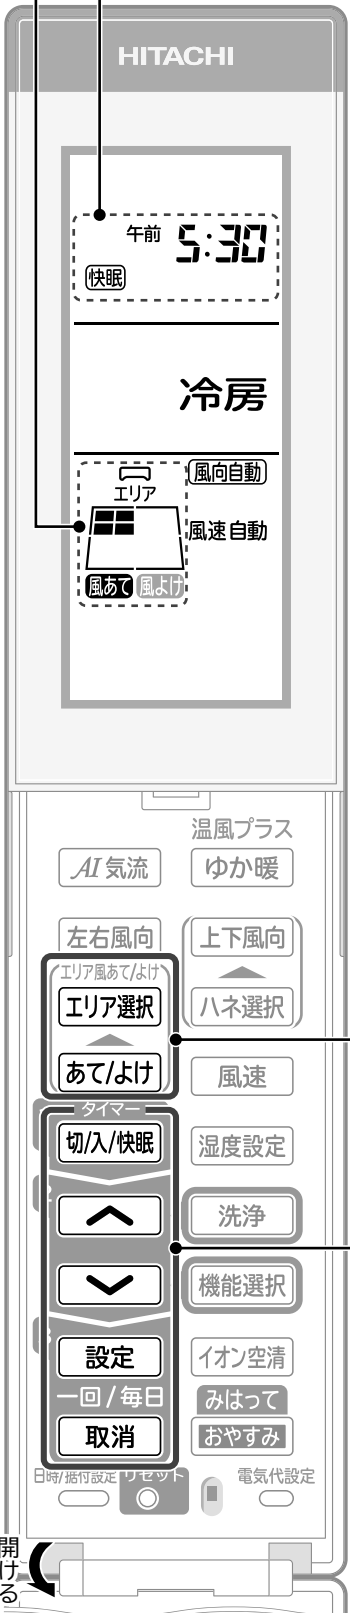 HITACHI
午前 5:30
快眠
冷房
風向自動
エリア
風速自動
風あて 風よけ
温風プラス
AI 気流 ゆか暖
左右風向 上下風向
エリア風あて/よけ
エリア選択 ハネ選択
あて/よけ 風速
タイマー
切/入/快眠 湿度設定
洗浄
機能選択
設定 イオン空清
一回/毎日 みはって
取消 おやすみ
日時/据付設定 リセット 電気代設定
開ける